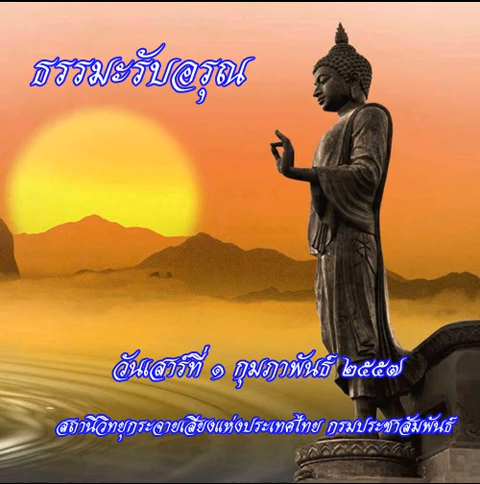 ธรรมะรับอรุณ
วันเสาร์ที่ ๑ กุมภาพันธ์ ๒๕๕๗
สถานีวิทยุกระจายเสียงแห่งประเทศไทย กรมประชาสัมพันธ์